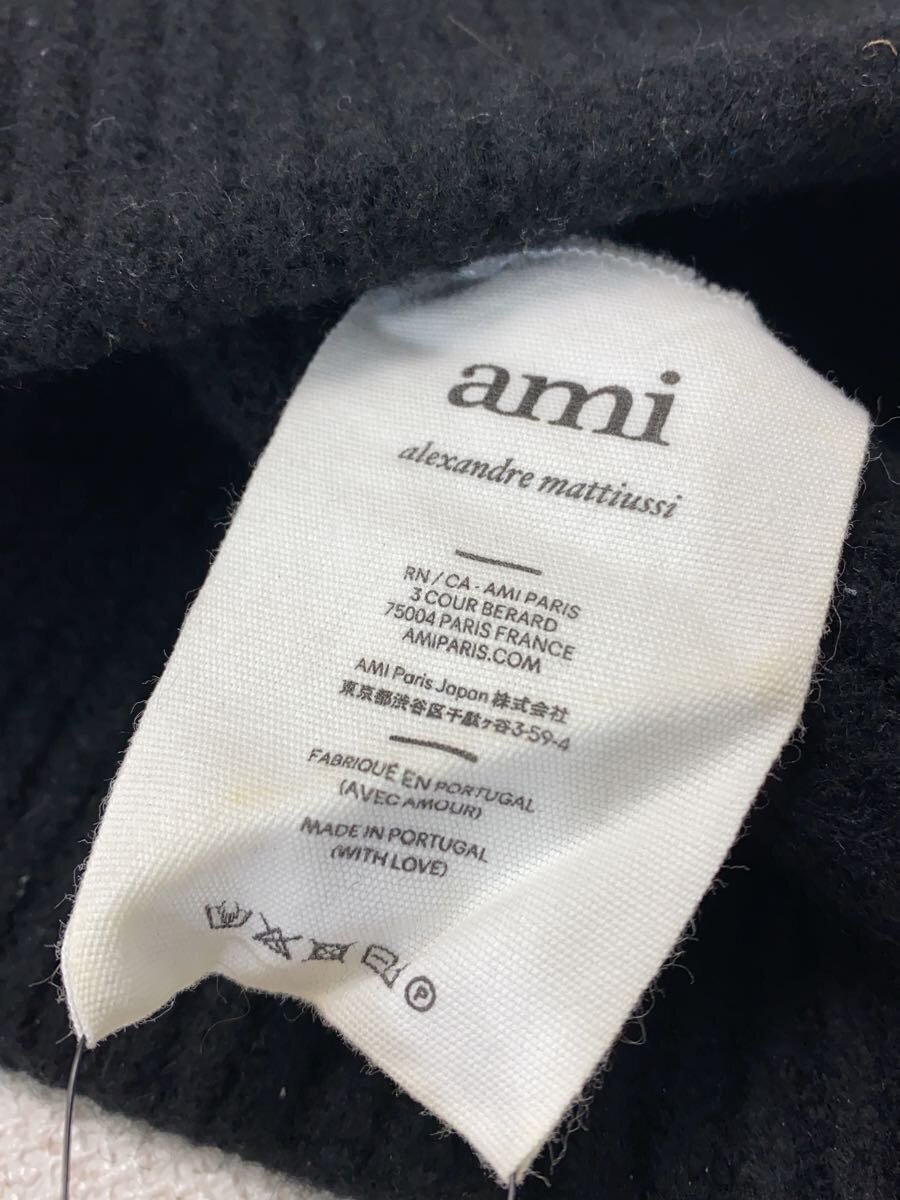 ami
alexandre mattiussi
RN / CA - AMI PARIS
3 COUR BERARD
75004 PARIS FRANCE
AMIPARIS.COM
AMI Paris Japan 株式会社
東京都渋谷区千駄ヶ谷3-59-4
FABRIQUÉ EN PORTUGAL
(AVEC AMOUR)
MADE IN PORTUGAL
(WITH LOVE)
P